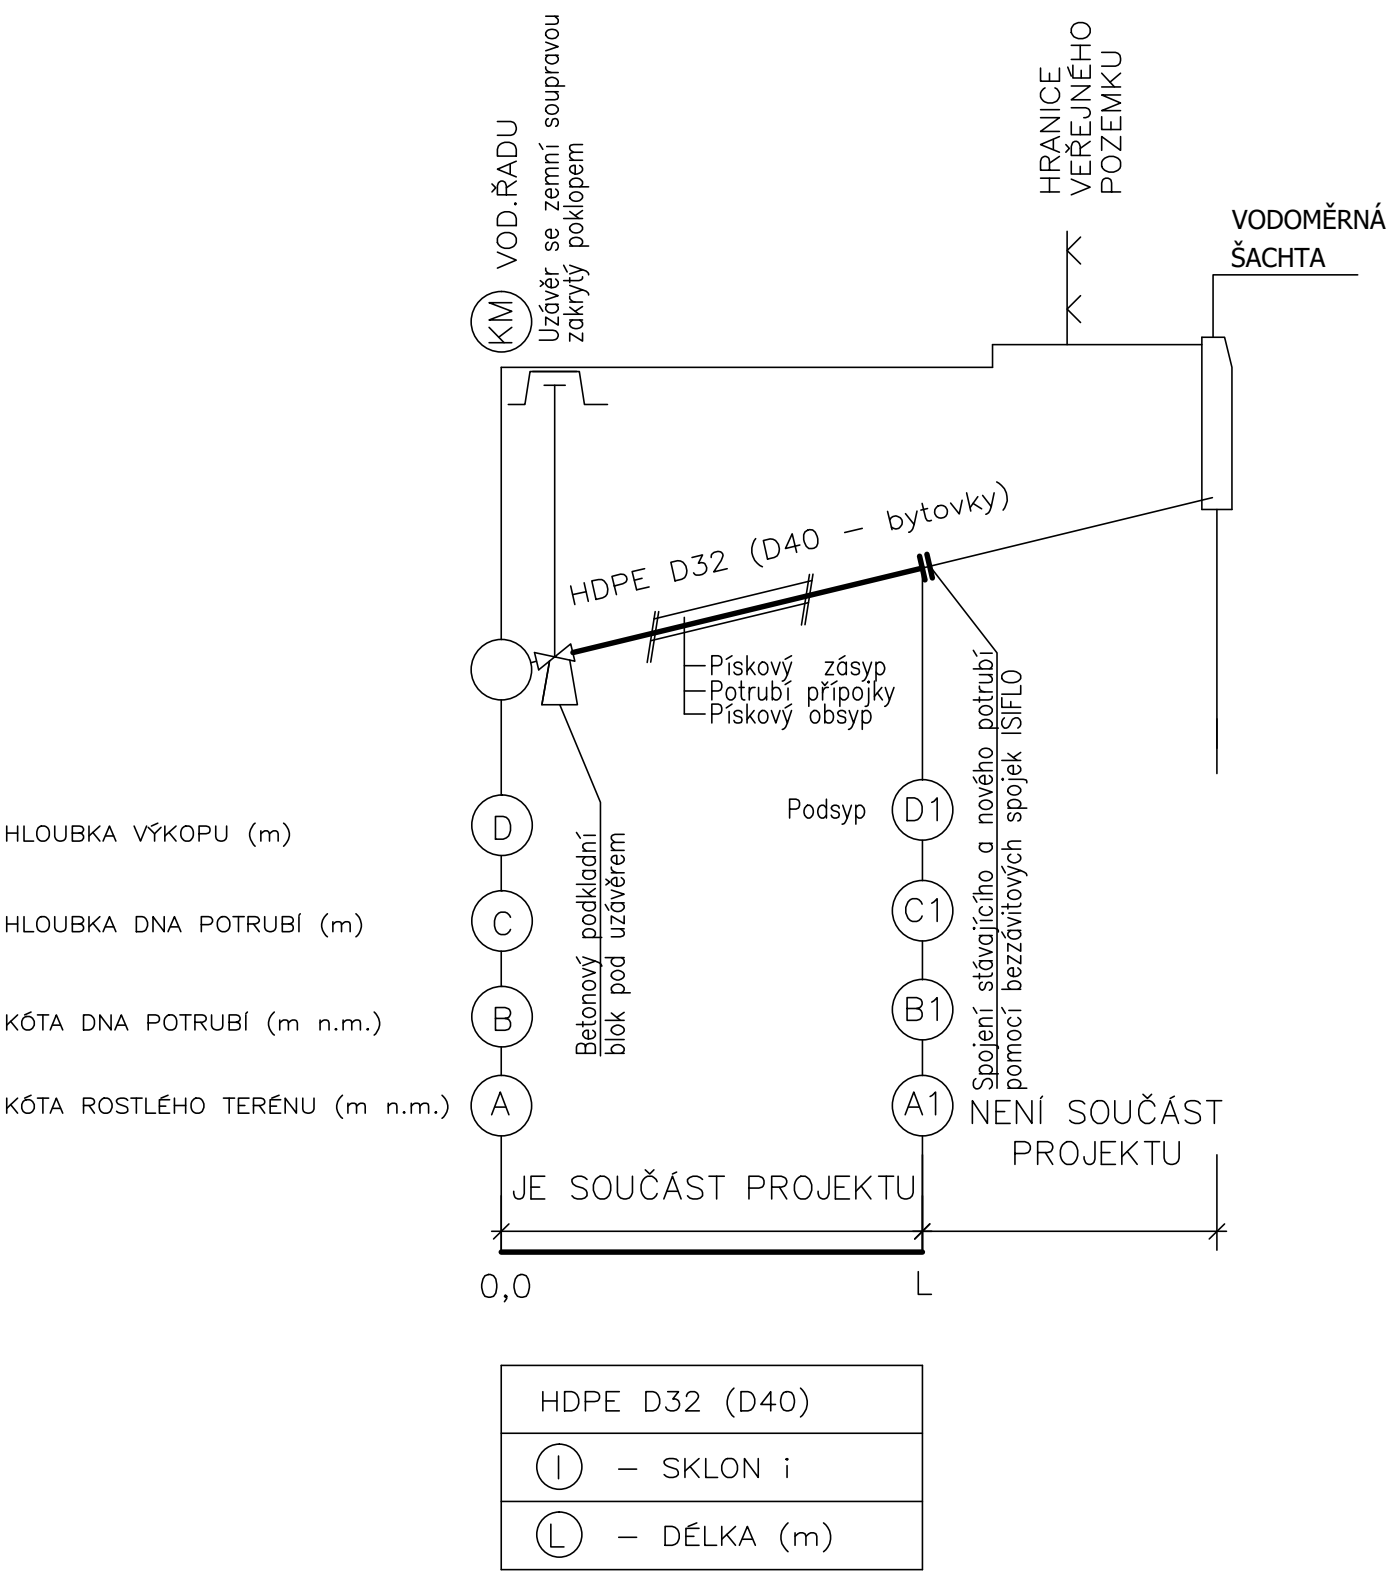 KM VOD.ŘADU
Uzávěr se zemní soupravou
zakrytý poklopem
HRANICE
VEŘEJNÉHO
POZEMKU
VODOMĚRNÁ
ŠACHTA
HDPE D32 (D40 – bytovky)
Pískový zásyp
Potrubí přípojky
Pískový obsyp
Betonový podkladní
blok pod uzávěrem
Spojení stávajícího a nového potrubí
pomocí bezzávitových spojek ISIFLO
HLOUBKA VÝKOPU (m) D Podsyp D1
HLOUBKA DNA POTRUBÍ (m) C C1
KÓTA DNA POTRUBÍ (m n.m.) B B1
KÓTA ROSTLÉHO TERÉNU (m n.m.) A A1
NENÍ SOUČÁST
PROJEKTU
JE SOUČÁST PROJEKTU
0,0 L
HDPE D32 (D40)
I – SKLON i
L – DÉLKA (m)